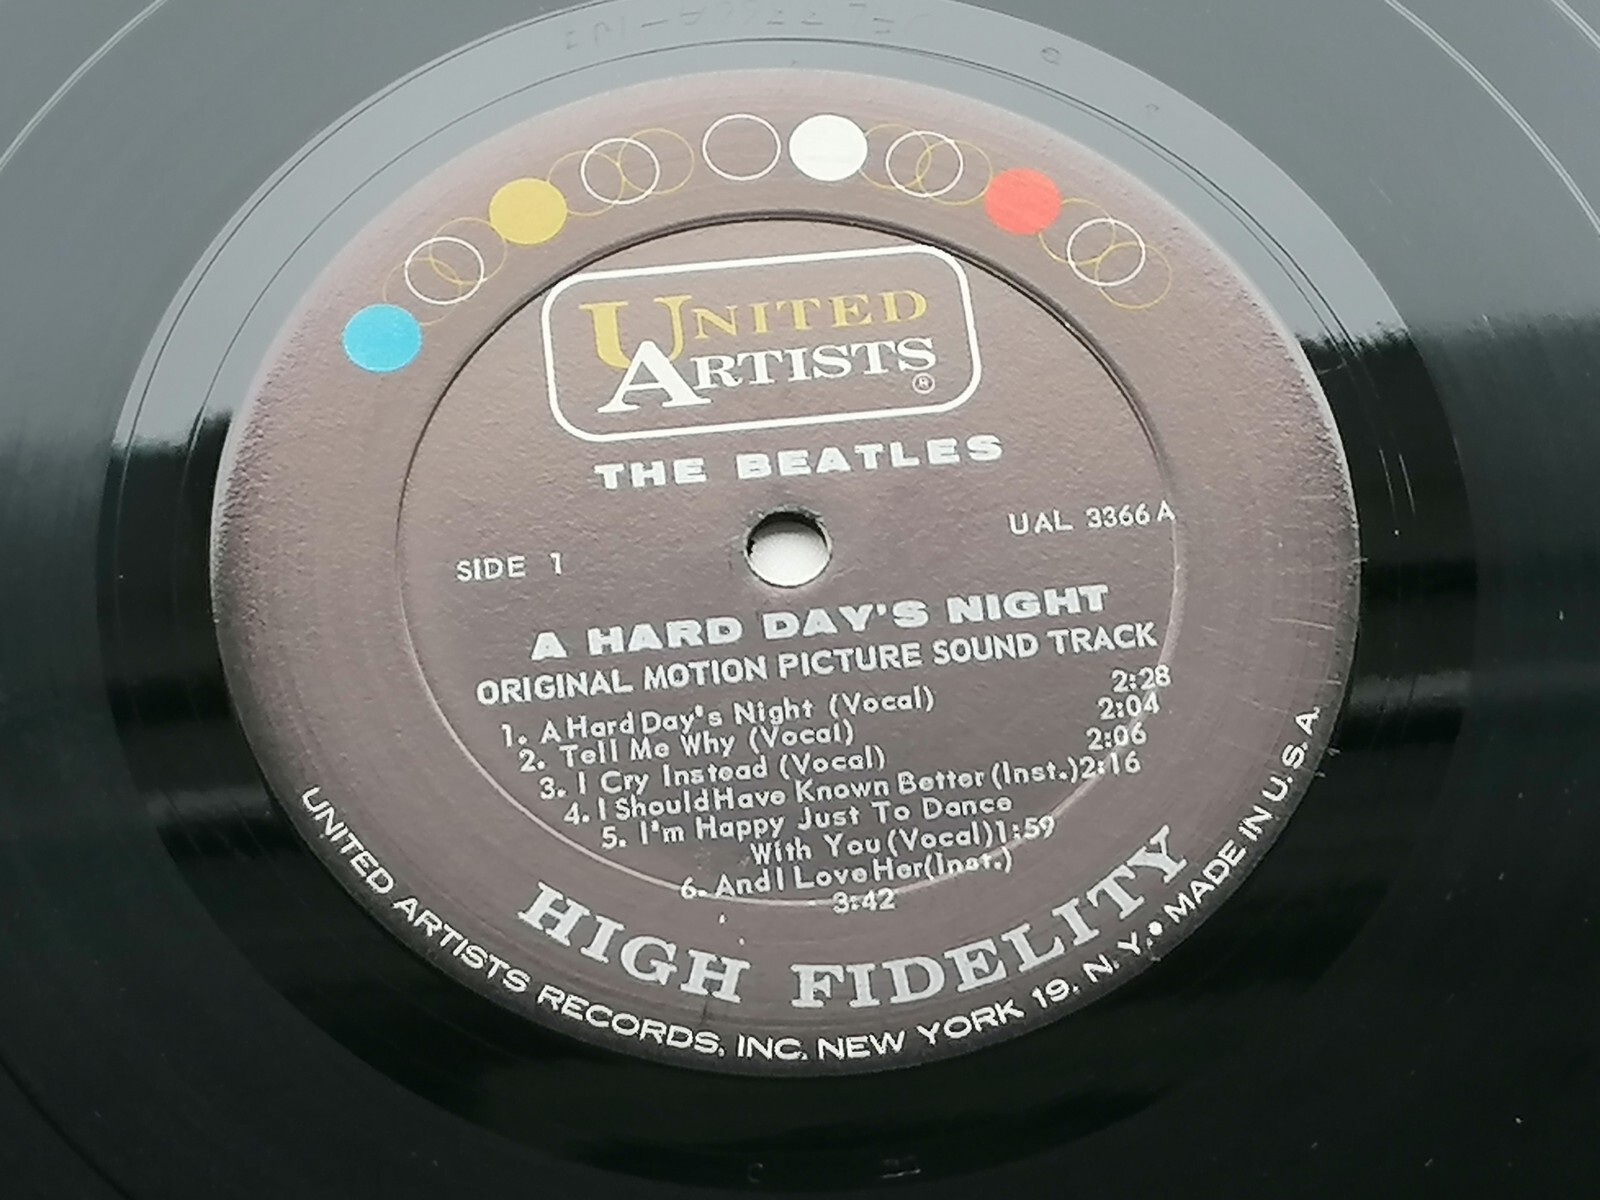 UNITED
ARTISTS ®
THE BEATLES
UAL 3366 A
SIDE 1
A HARD DAY'S NIGHT
ORIGINAL MOTION PICTURE SOUND TRACK
1. A Hard Day's Night (Vocal) 2:28
2. Tell Me Why (Vocal) 2:04
3. I Cry Instead (Vocal) 2:06
4. I Should Have Known Better (Inst.) 2:16
5. I'm Happy Just To Dance
With You (Vocal) 1:59
6. And I Love Her (Inst.)
3:42
HIGH FIDELITY
UNITED ARTISTS RECORDS, INC. NEW YORK 19, N. Y. • MADE IN U. S. A.